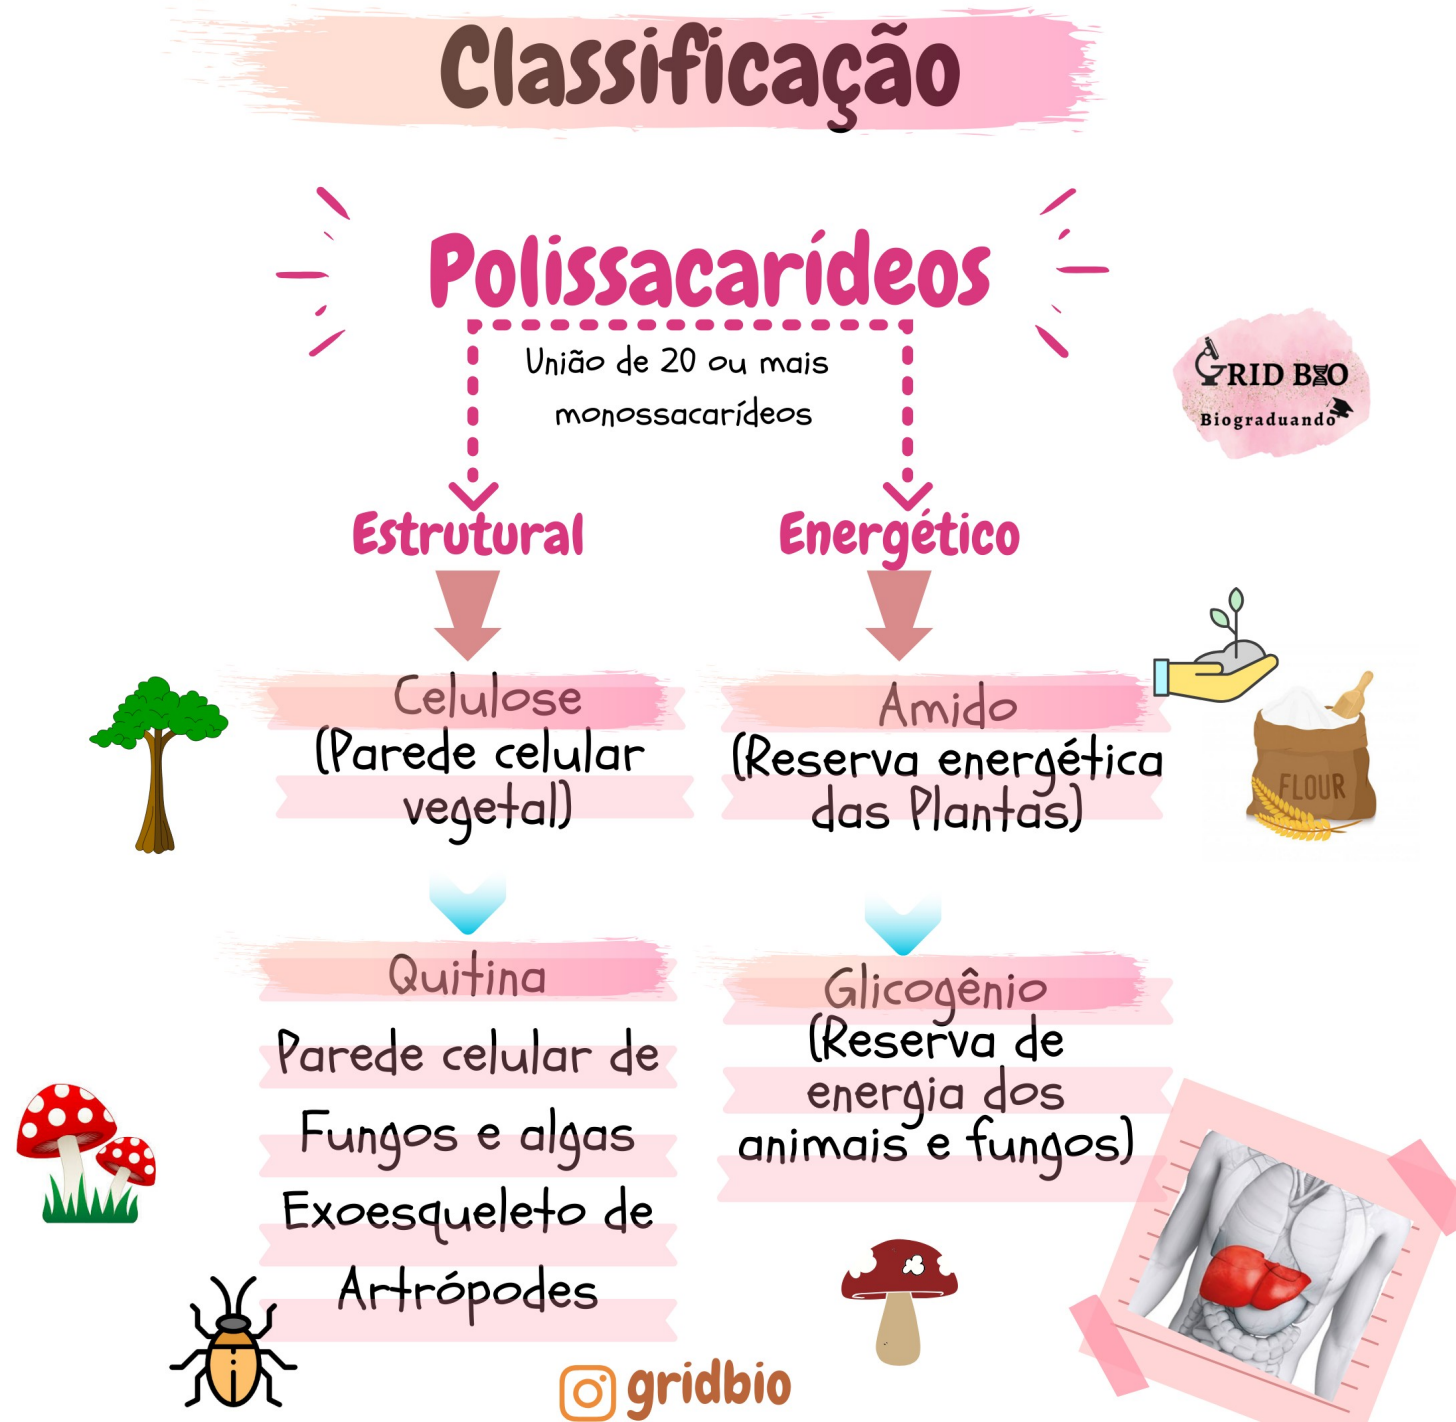 Classificação
Polissacarídeos
União de 20 ou mais
monossacarídeos
GRID BIO
Biograduando
Estrutural
Energético
Celulose
(Parede celular
vegetal)
Amido
(Reserva energética
das Plantas)
FLOUR
Quitina
Parede celular de
Fungos e algas
Exoesqueleto de
Artrópodes
Glicogênio
(Reserva de
energia dos
animais e fungos)
gridbio